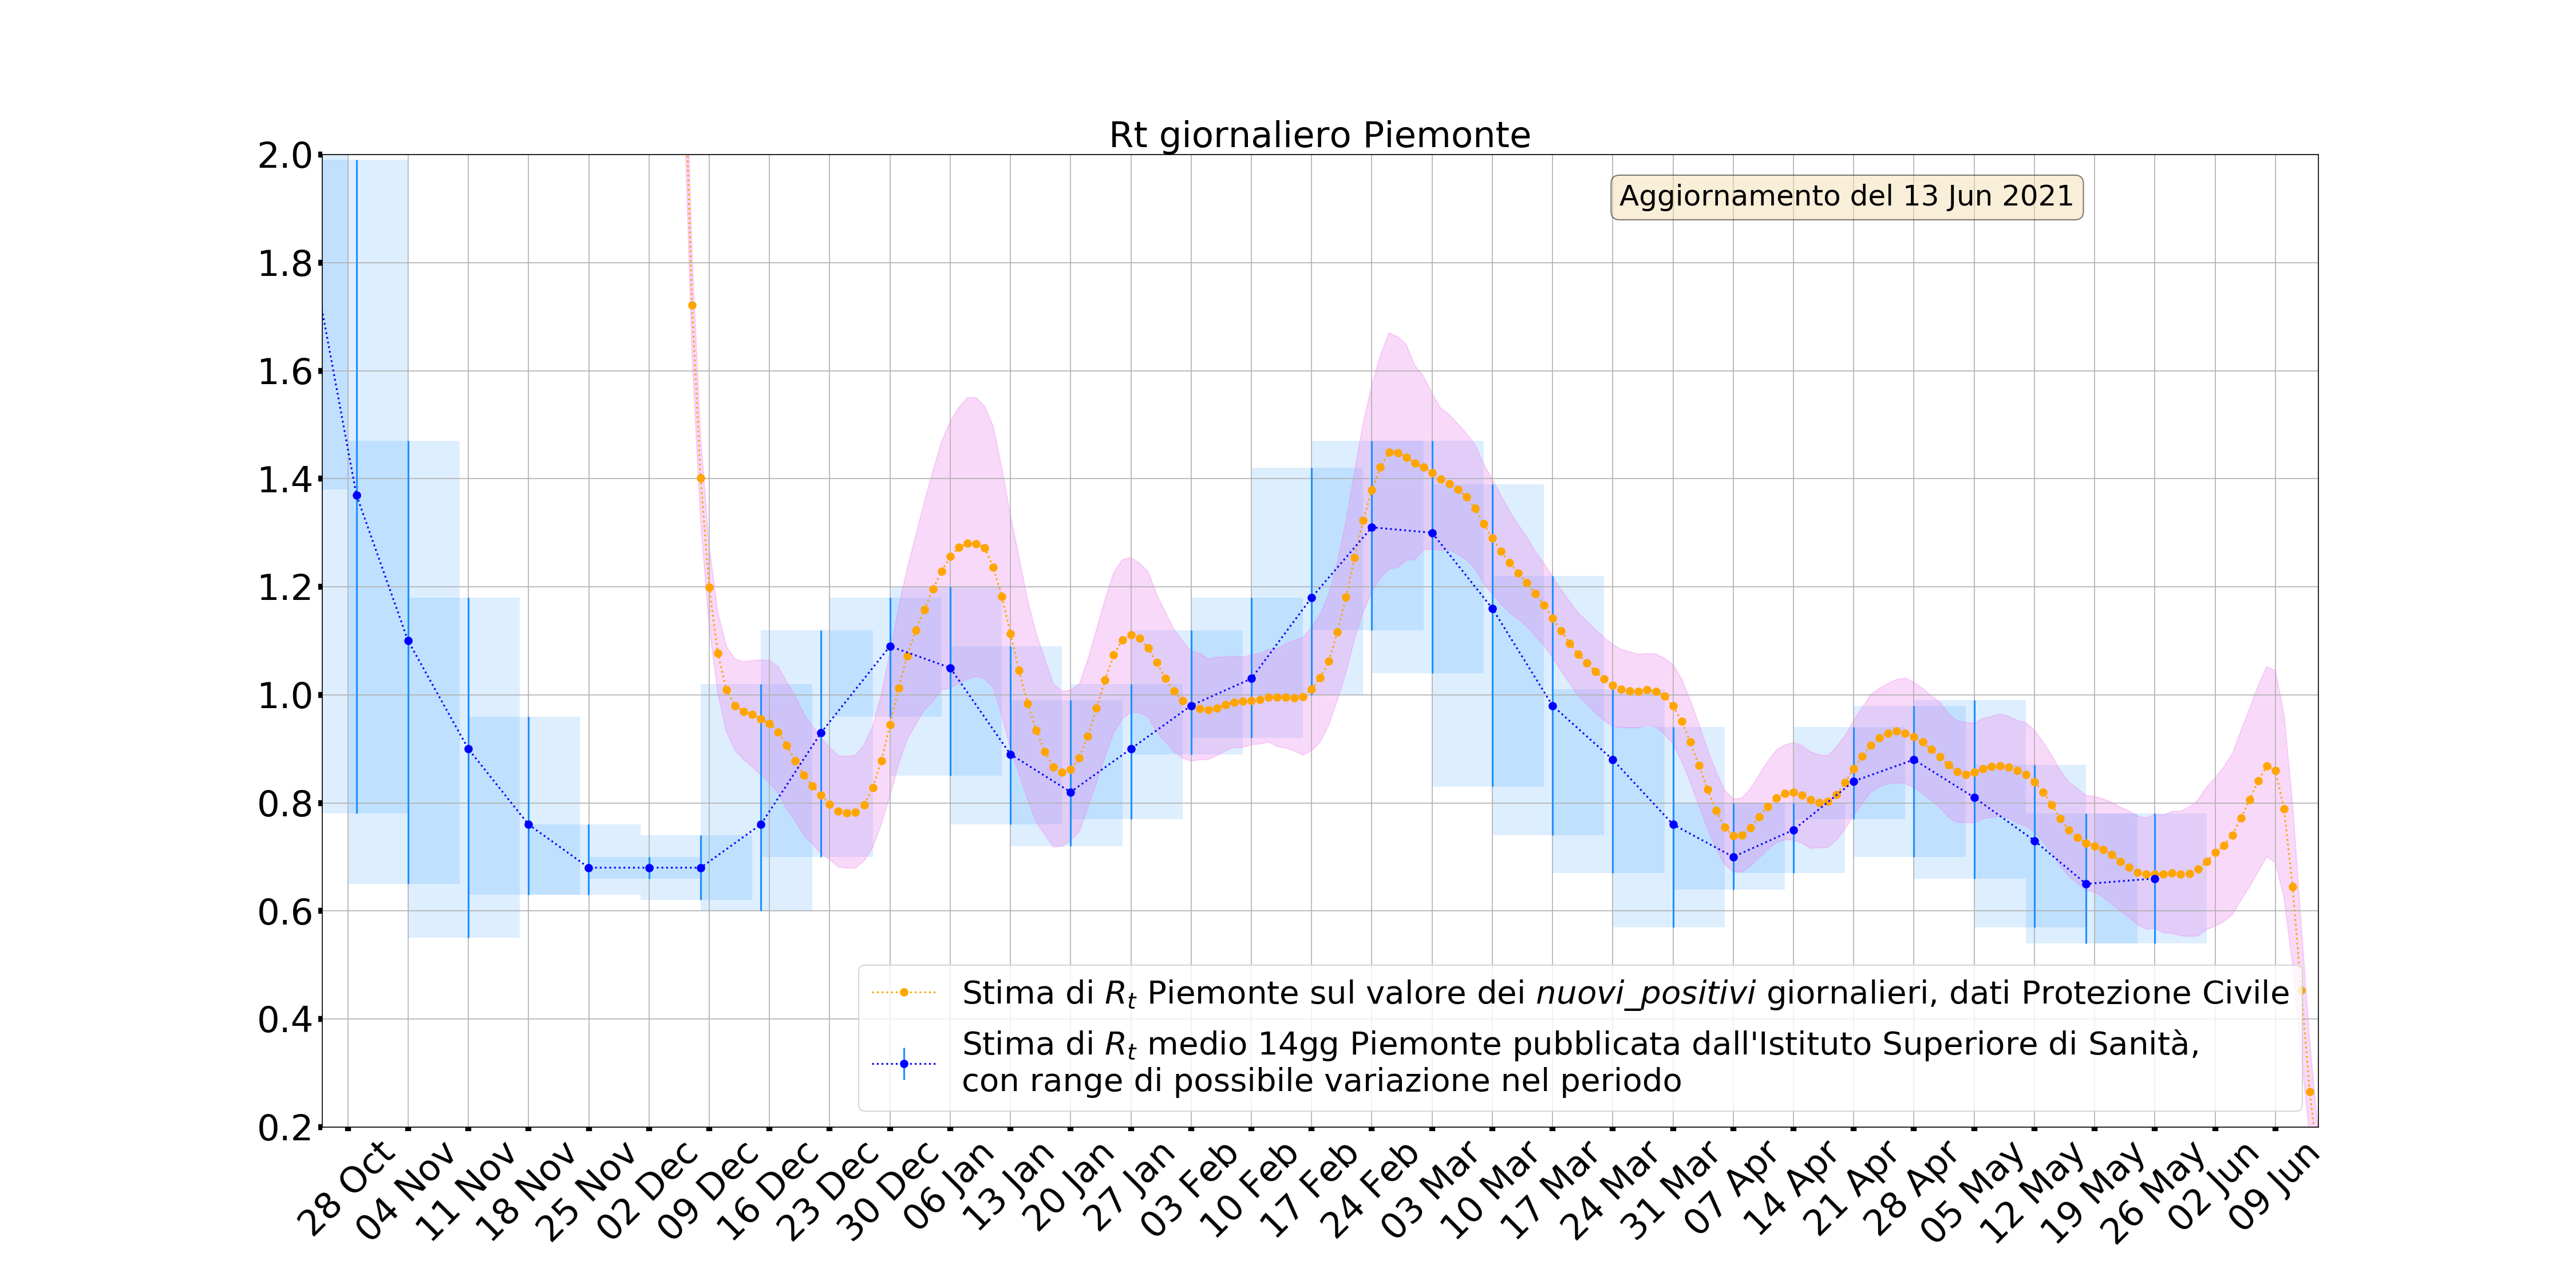 Rt giornaliero Piemonte
Aggiornamento del 13 Jun 2021
2.0
1.8
1.6
1.4
1.2
1.0
0.8
0.6
0.4
0.2
Stima di Rt Piemonte sul valore dei nuovi_positivi giornalieri, dati Protezione Civile
Stima di Rt medio 14gg Piemonte pubblicata dall'Istituto Superiore di Sanità,
con range di possibile variazione nel periodo
28 Oct
04 Nov
11 Nov
18 Nov
25 Nov
02 Dec
09 Dec
16 Dec
23 Dec
30 Dec
06 Jan
13 Jan
20 Jan
27 Jan
03 Feb
10 Feb
17 Feb
24 Feb
03 Mar
10 Mar
17 Mar
24 Mar
31 Mar
07 Apr
14 Apr
21 Apr
28 Apr
05 May
12 May
19 May
26 May
02 Jun
09 Jun